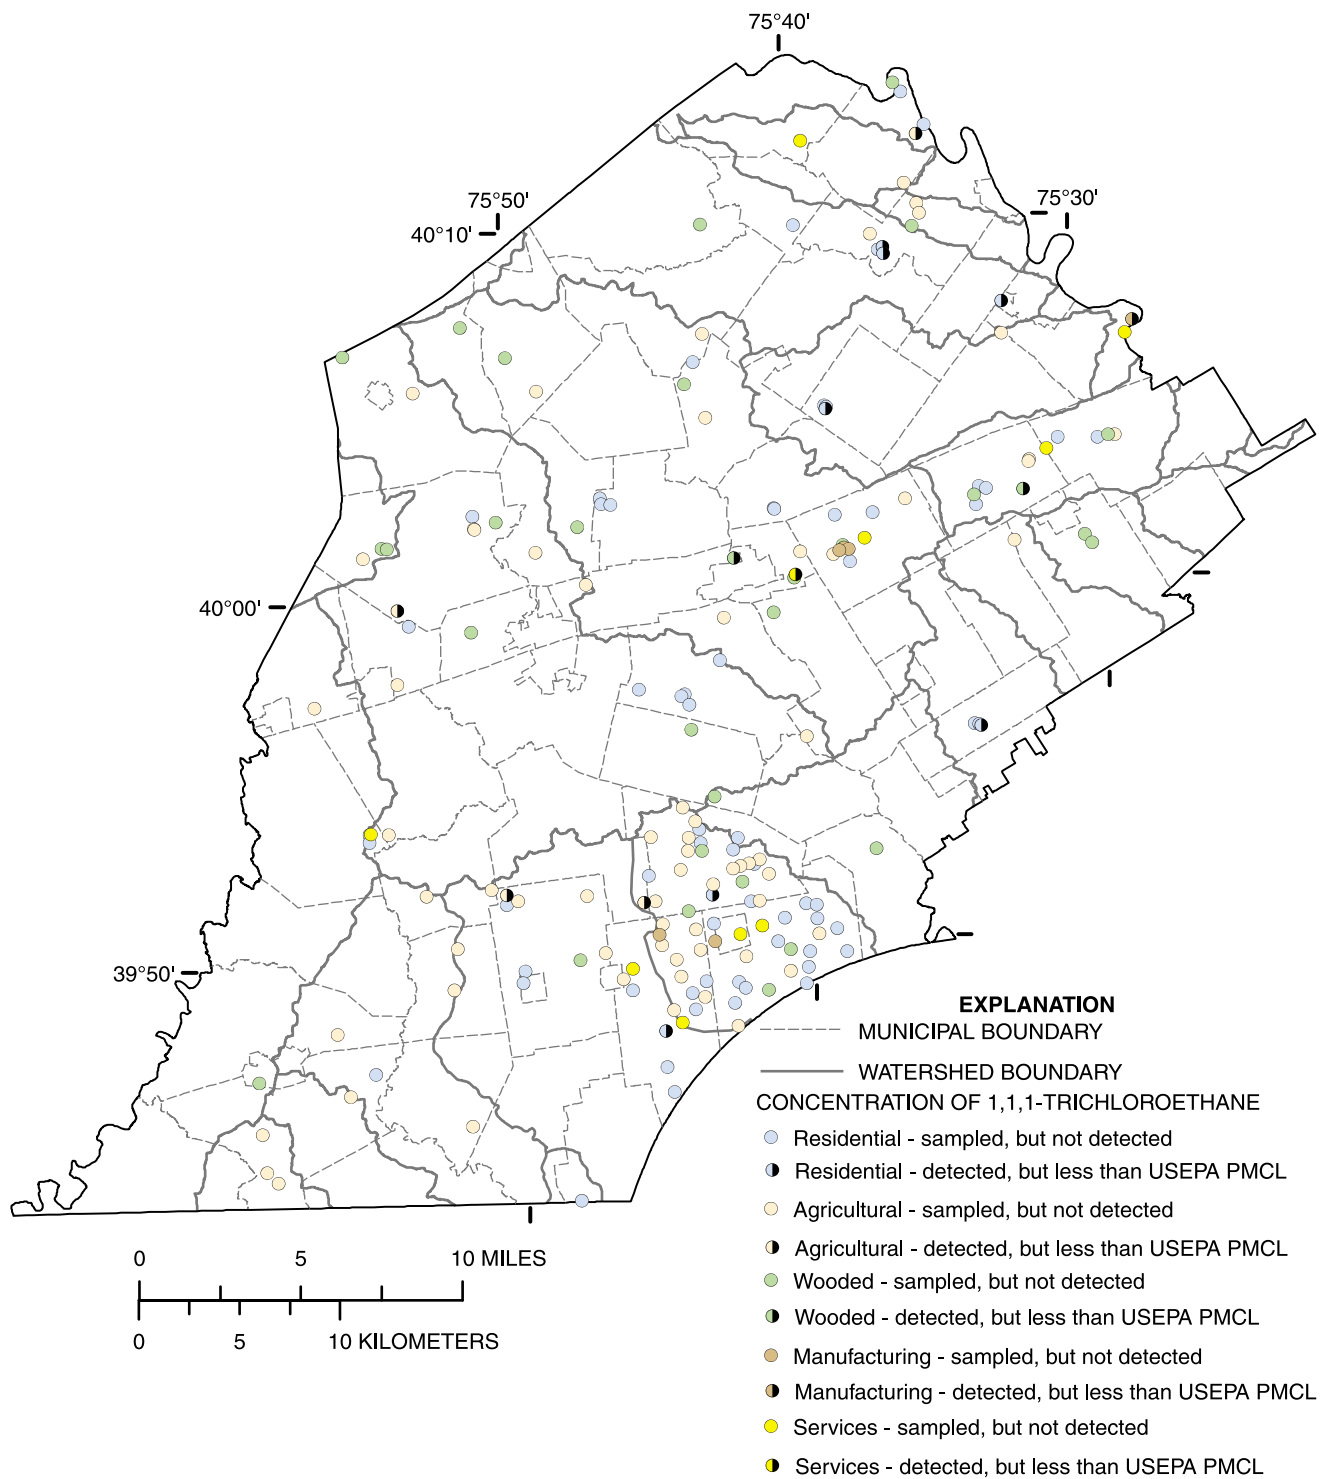 75°40'
75°50'
75°30'
40°10'
40°00'
39°50'
EXPLANATION
MUNICIPAL BOUNDARY
WATERSHED BOUNDARY
CONCENTRATION OF 1,1,1-TRICHLOROETHANE
Residential - sampled, but not detected
Residential - detected, but less than USEPA PMCL
Agricultural - sampled, but not detected
Agricultural - detected, but less than USEPA PMCL
Wooded - sampled, but not detected
Wooded - detected, but less than USEPA PMCL
Manufacturing - sampled, but not detected
Manufacturing - detected, but less than USEPA PMCL
Services - sampled, but not detected
Services - detected, but less than USEPA PMCL
0 5 10 MILES
0 5 10 KILOMETERS